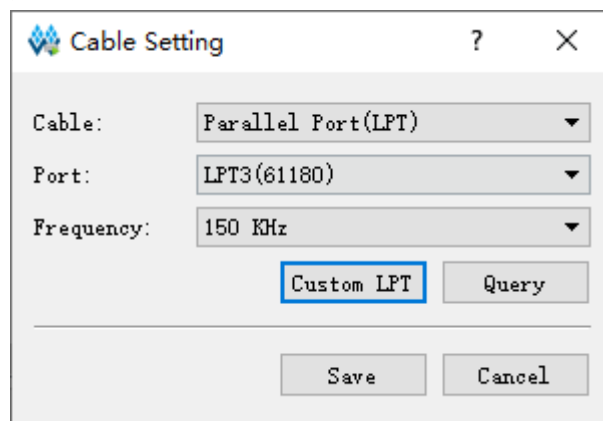 Cable Setting ?
Cable: Parallel Port(LPT)
Port: LPT3(61180)
Frequency: 150 KHz
Custom LPT Query
Save Cancel